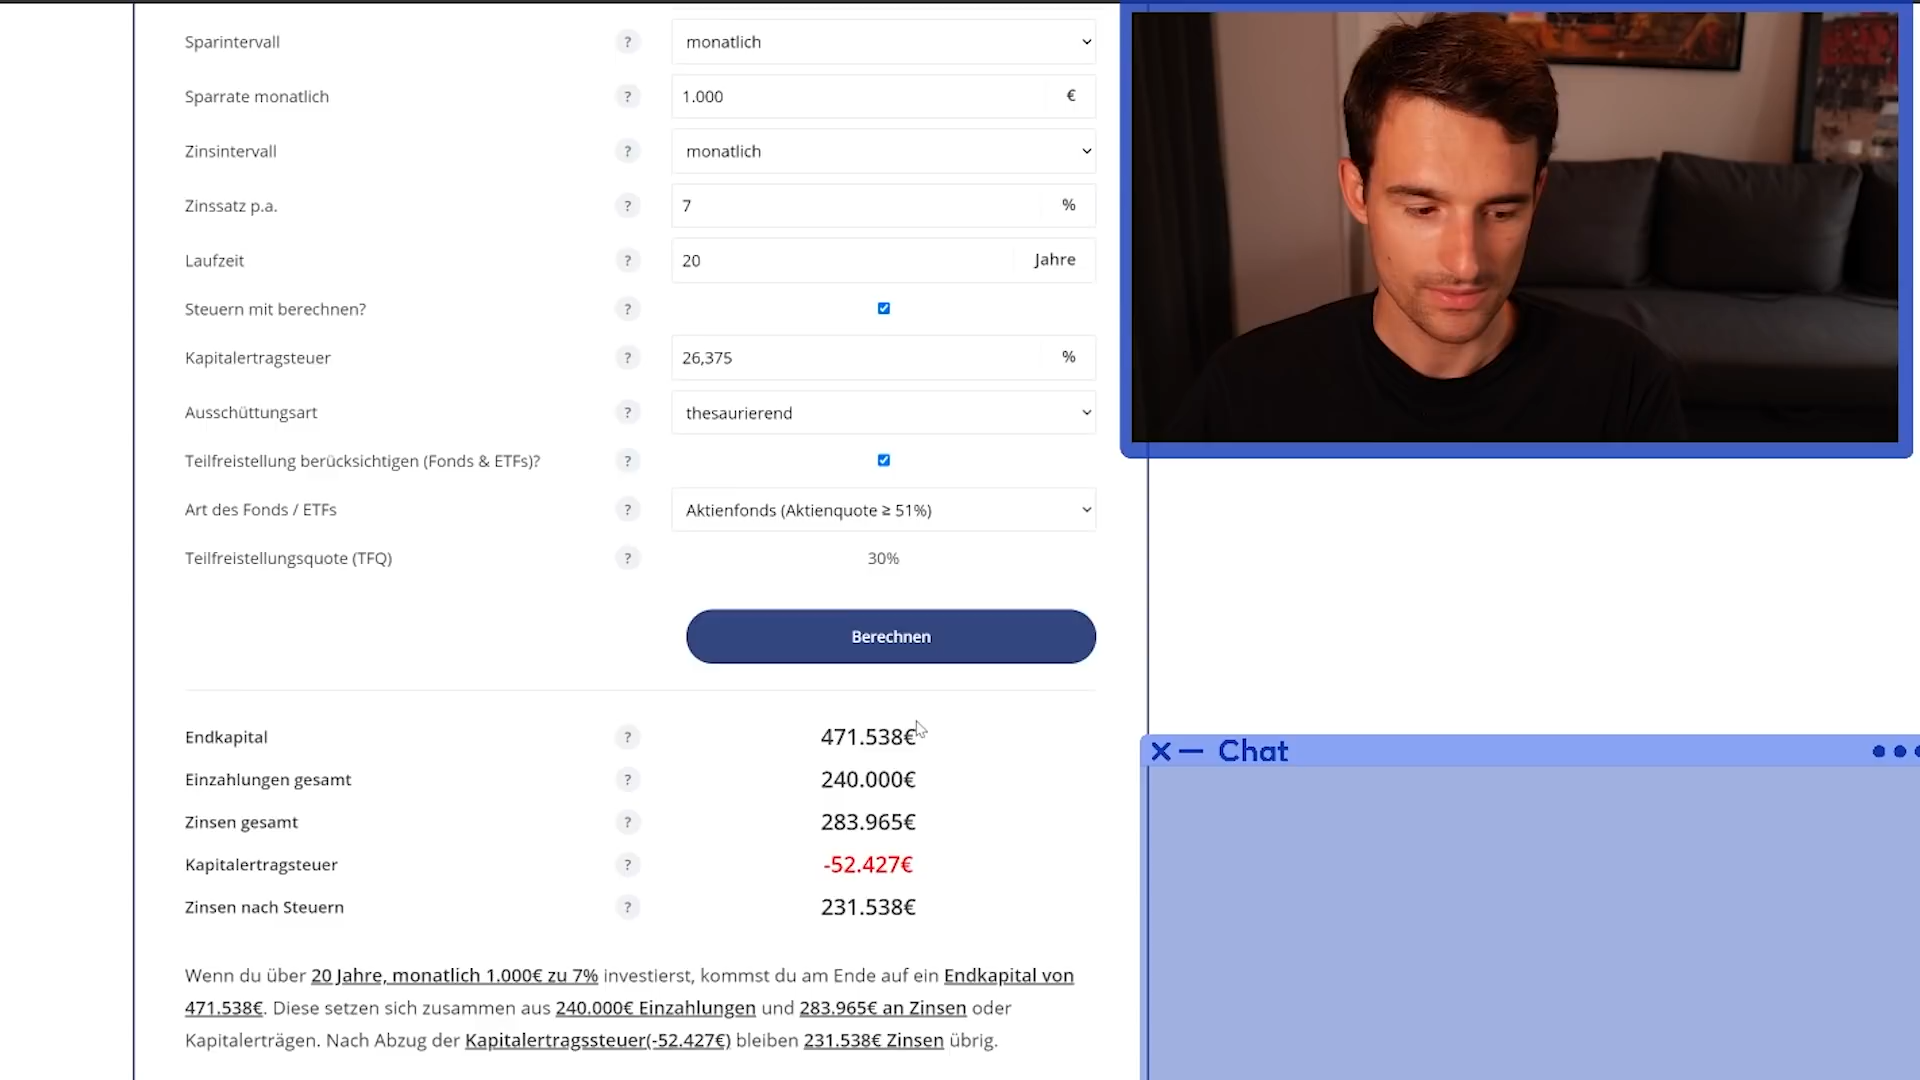 Sparintervall ? monatlich
Sparrate monatlich ? 1.000 €
Zinsintervall ? monatlich
Zinssatz p.a. ? 7 %
Laufzeit ? 20 Jahre
Steuern mit berechnen? ?
Kapitalertragsteuer ? 26,375 %
Ausschüttungsart ? thesaurierend
Teilfreistellung berücksichtigen (Fonds & ETFs)? ?
Art des Fonds / ETFs ? Aktienfonds (Aktienquote ≥ 51%)
Teilfreistellungsquote (TFQ) ? 30%
Berechnen
Endkapital ? 471.538€
Einzahlungen gesamt ? 240.000€
Zinsen gesamt ? 283.965€
Kapitalertragsteuer ? -52.427€
Zinsen nach Steuern ? 231.538€
Wenn du über 20 Jahre, monatlich 1.000€ zu 7% investierst, kommst du am Ende auf ein Endkapital von
471.538€. Diese setzen sich zusammen aus 240.000€ Einzahlungen und 283.965€ an Zinsen oder
Kapitalerträgen. Nach Abzug der Kapitalertragssteuer(-52.427€) bleiben 231.538€ Zinsen übrig.
Chat